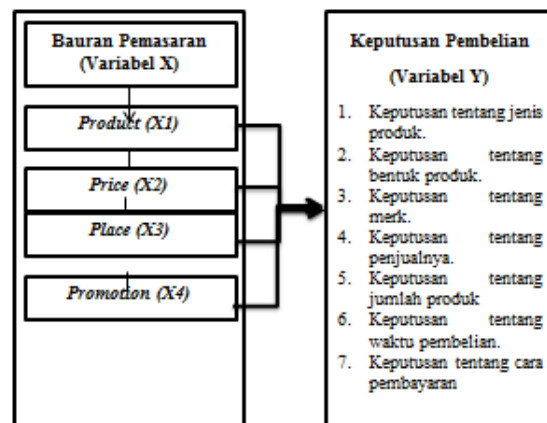 Bauran Pemasaran
(Variabel X)
Product (X1)
Price (X2)
Place (X3)
Promotion (X4)
Keputusan Pembelian
(Variabel Y)
1. Keputusan tentang jenis
produk.
2. Keputusan tentang
bentuk produk.
3. Keputusan tentang
merk.
4. Keputusan tentang
penjualnya.
5. Keputusan tentang
jumlah produk
6. Keputusan tentang
waktu pembelian.
7. Keputusan tentang cara
pembayaran